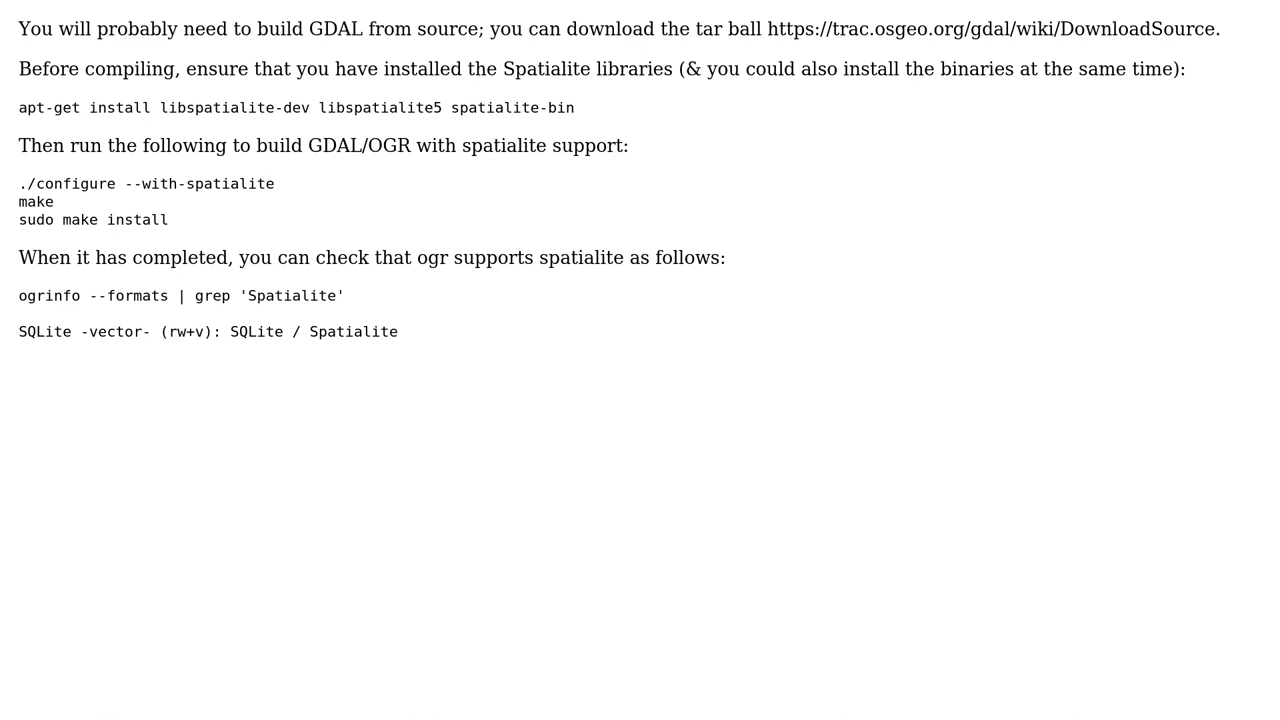 You will probably need to build GDAL from source; you can download the tar ball https://trac.osgeo.org/gdal/wiki/DownloadSource.
Before compiling, ensure that you have installed the Spatialite libraries (& you could also install the binaries at the same time):
apt-get install libspatialite-dev libspatialite5 spatialite-bin
Then run the following to build GDAL/OGR with spatialite support:
./configure --with-spatialite
make
sudo make install
When it has completed, you can check that ogr supports spatialite as follows:
ogrinfo --formats | grep 'Spatialite'
SQLite -vector- (rw+v): SQLite / Spatialite